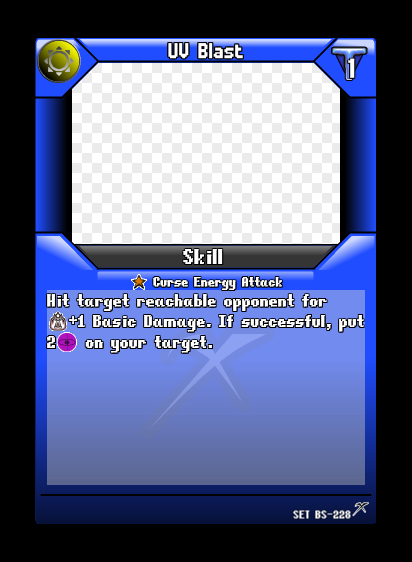 UV Blast
1
Skill
Curse Energy Attack
Hit target reachable opponent for
+1 Basic Damage. If successful, put
2 on your target.
SET BS-228